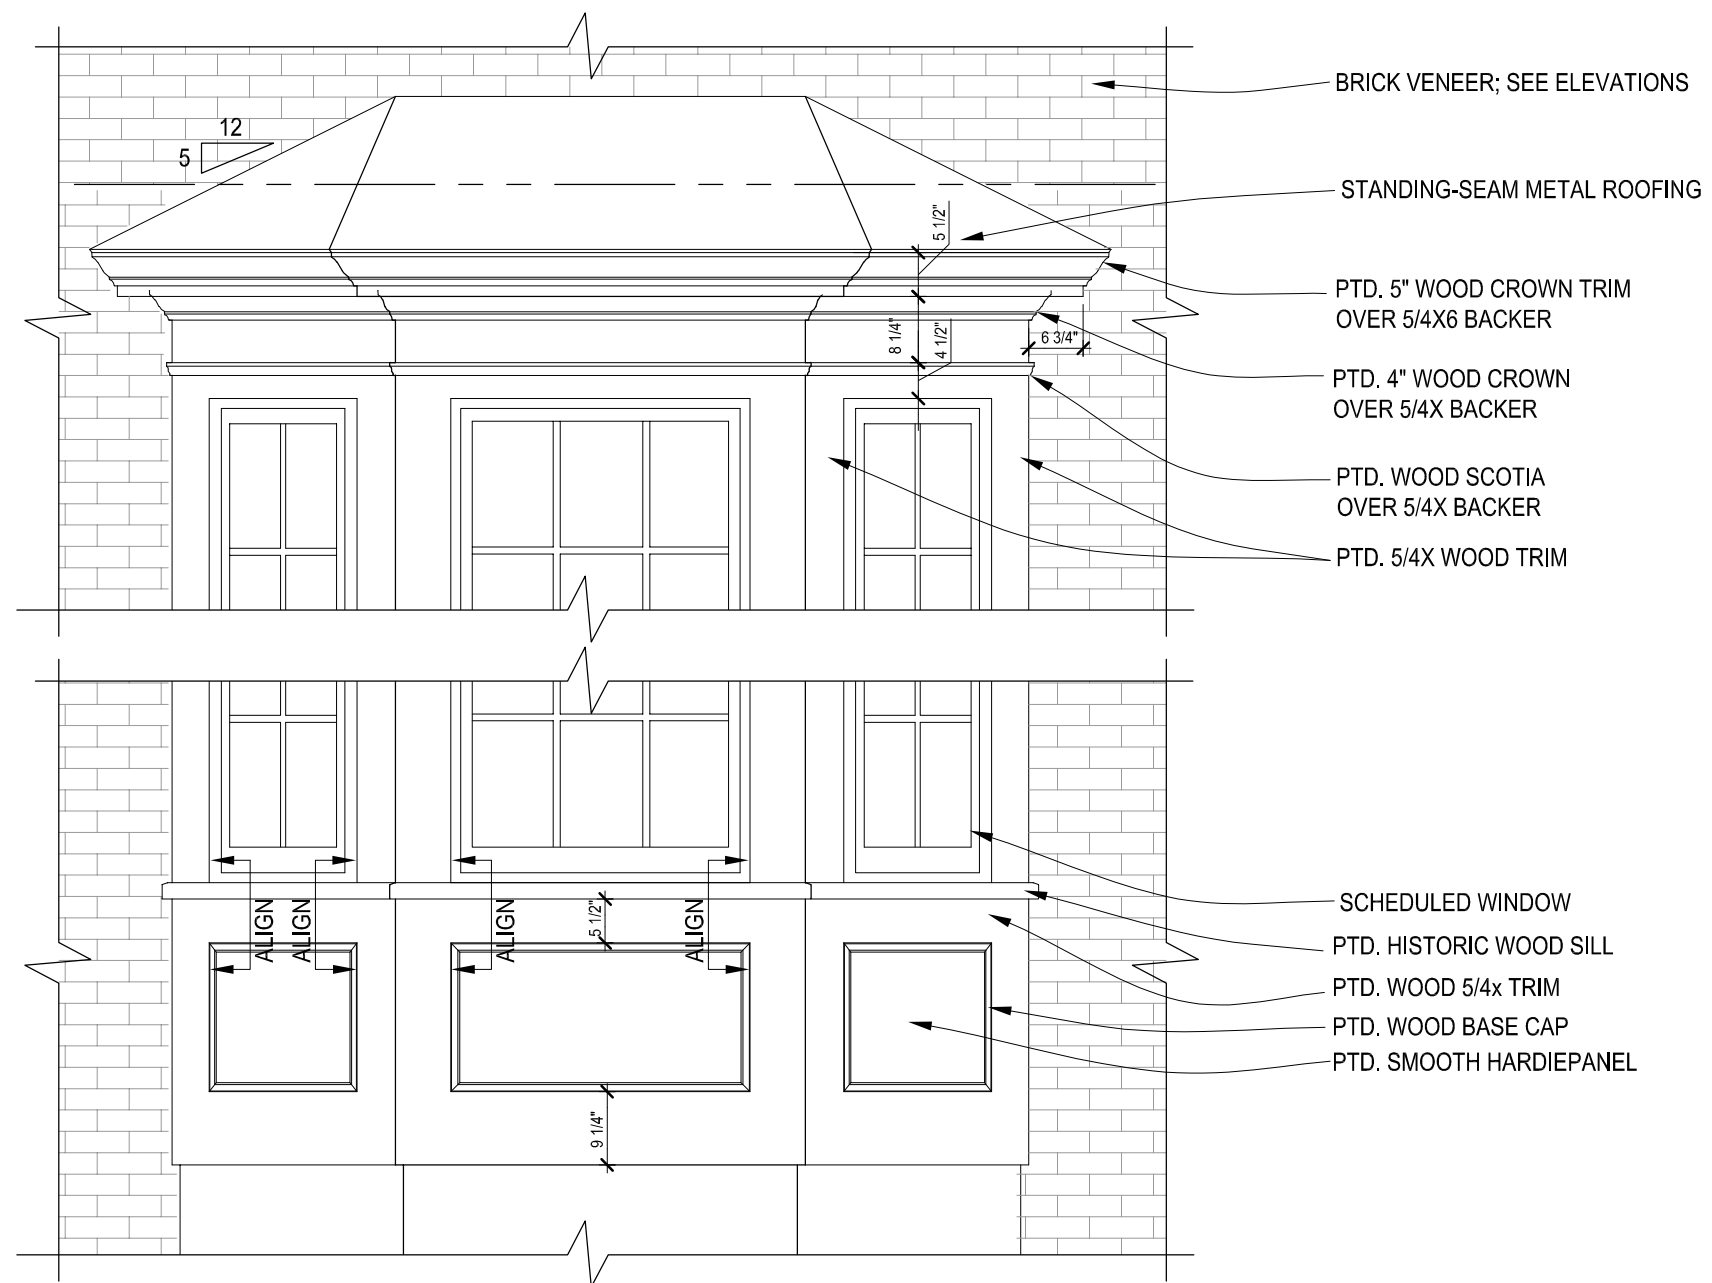 BRICK VENEER; SEE ELEVATIONS
12
5
STANDING-SEAM METAL ROOFING
5 1/2"
PTD. 5" WOOD CROWN TRIM
OVER 5/4X6 BACKER
8 1/4"
4 1/2"
6 3/4"
PTD. 4" WOOD CROWN
OVER 5/4X BACKER
PTD. WOOD SCOTIA
OVER 5/4X BACKER
PTD. 5/4X WOOD TRIM
SCHEDULED WINDOW
ALIGN
ALIGN
ALIGN
5 1/2"
ALIGN
PTD. HISTORIC WOOD SILL
PTD. WOOD 5/4x TRIM
PTD. WOOD BASE CAP
PTD. SMOOTH HARDIEPANEL
9 1/4"